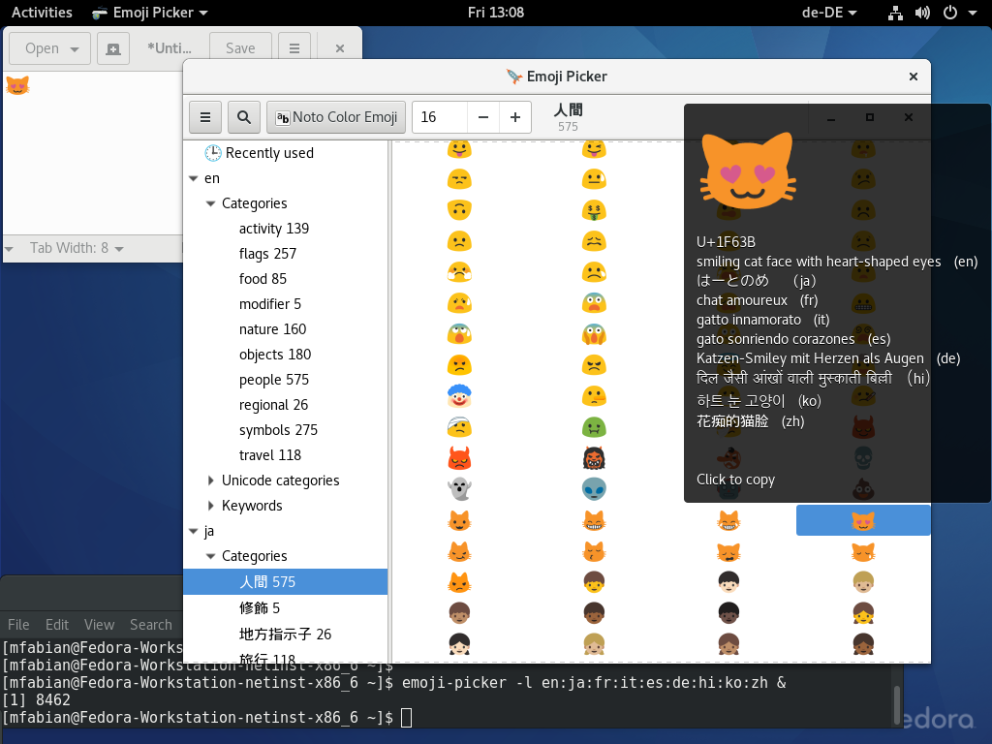 Activities
Emoji Picker
Fri 13:08
de-DE
Open
*Unti...
Save
Tab Width: 8
Emoji Picker
Noto Color Emoji
16
人間
575
Recently used
en
Categories
activity 139
flags 257
food 85
modifier 5
nature 160
objects 180
people 575
regional 26
symbols 275
travel 118
Unicode categories
Keywords
ja
Categories
人間 575
修飾 5
地方指示子 26
旅行 118
U+1F63B
smiling cat face with heart-shaped eyes (en)
はーとのめ (ja)
chat amoureux (fr)
gatto innamorato (it)
gato sonriendo corazones (es)
Katzen-Smiley mit Herzen als Augen (de)
दिल जैसी आंखों वाली मुस्काती बिल्ली (hi)
하트 눈 고양이 (ko)
花痴的猫脸 (zh)
Click to copy
File Edit View Search
[mfabian@Fedora-Works
[mfabian@Fedora-Workstation-netinst-x86_6 ~]$
[mfabian@Fedora-Workstation-netinst-x86_6 ~]$ emoji-picker -l en:ja:fr:it:es:de:hi:ko:zh &
[1] 8462
[mfabian@Fedora-Workstation-netinst-x86_6 ~]$
edora